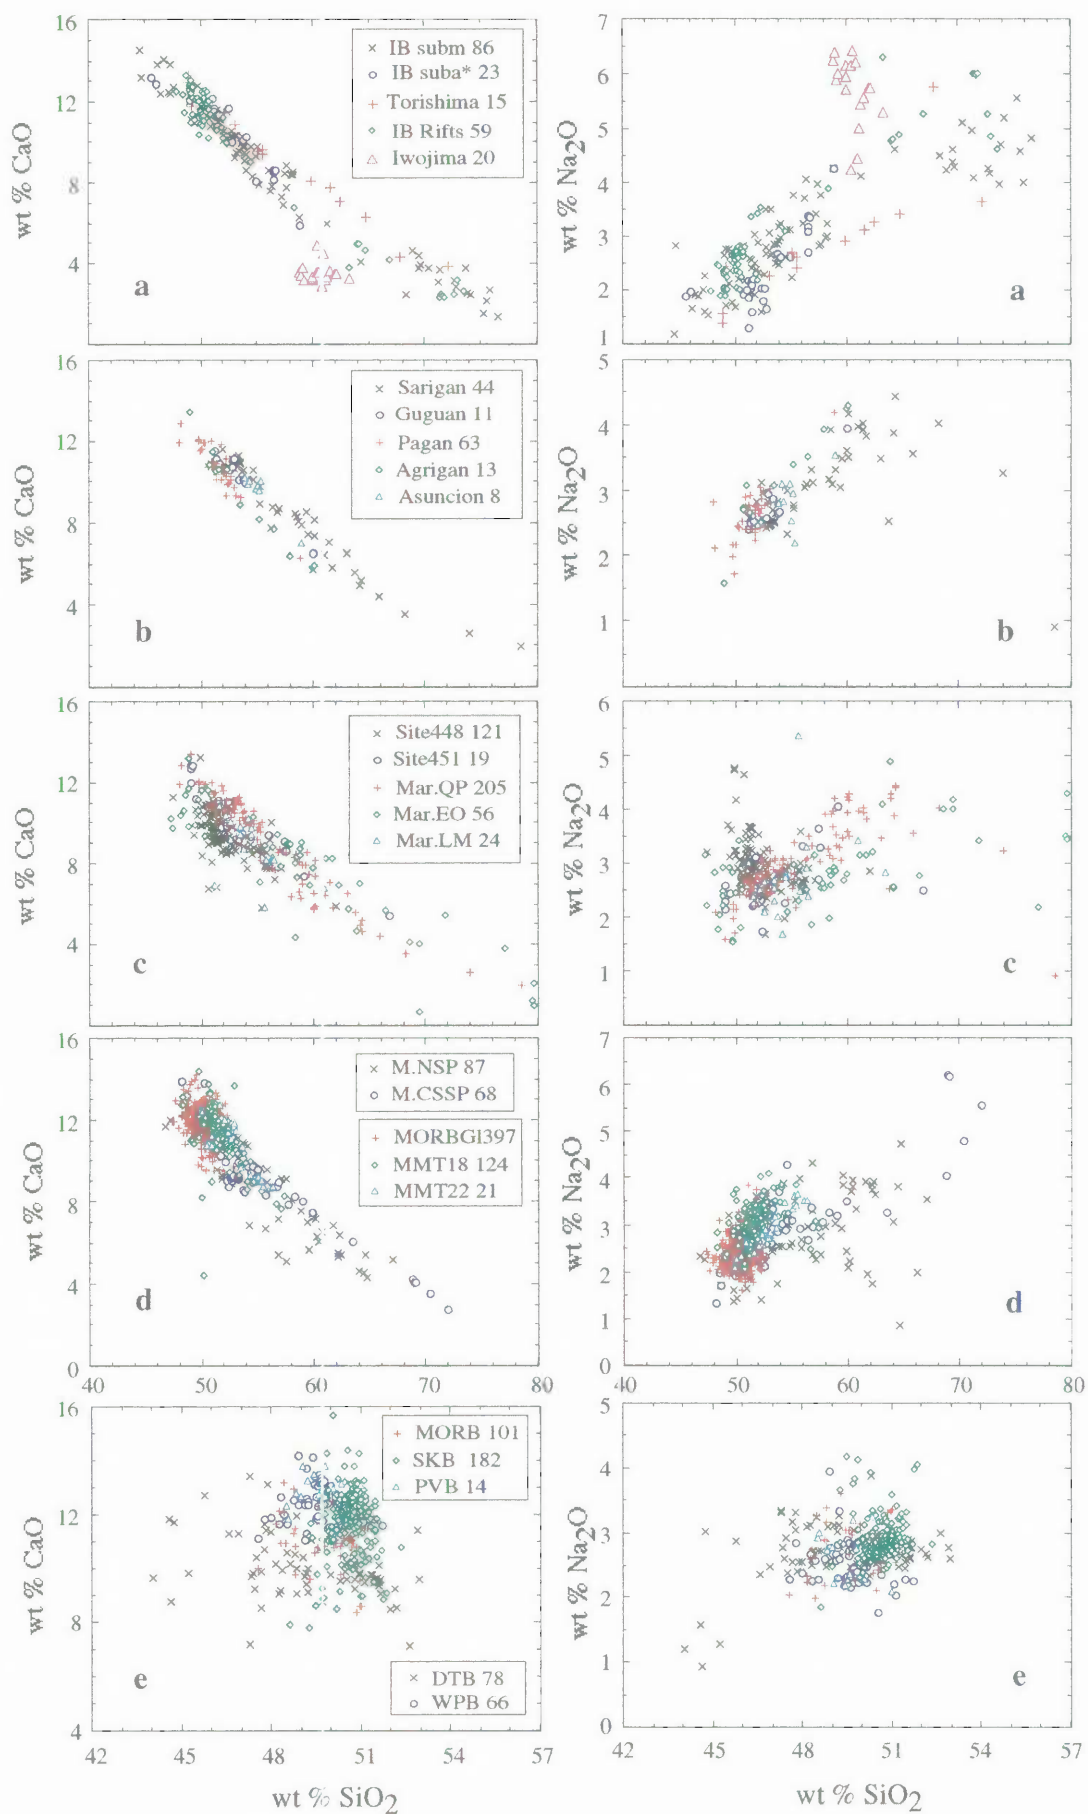 16
12
8
4
wt % CaO
IB subm 86
IB suba* 23
Torishima 15
IB Rifts 59
Iwojima 20
a
7
6
5
4
3
2
1
wt % Na2O
a
16
12
8
4
wt % CaO
Sarigan 44
Guguan 11
Pagan 63
Agrigan 13
Asuncion 8
b
5
4
3
2
1
wt % Na2O
b
16
12
8
4
wt % CaO
Site448 121
Site451 19
Mar.QP 205
Mar.EO 56
Mar.LM 24
c
6
5
4
3
2
1
wt % Na2O
c
16
12
8
4
0
wt % CaO
M.NSP 87
M.CSSP 68
MORBGl397
MMT18 124
MMT22 21
d
40 50 60 70 80
7
6
5
4
3
2
1
0
wt % Na2O
d
40 50 60 70 80
16
12
8
4
wt % CaO
MORB 101
SKB 182
PVB 14
DTB 78
WPB 66
e
42 45 48 51 54 57
wt % SiO2
5
4
3
2
1
0
wt % Na2O
e
42 45 48 51 54 57
wt % SiO2